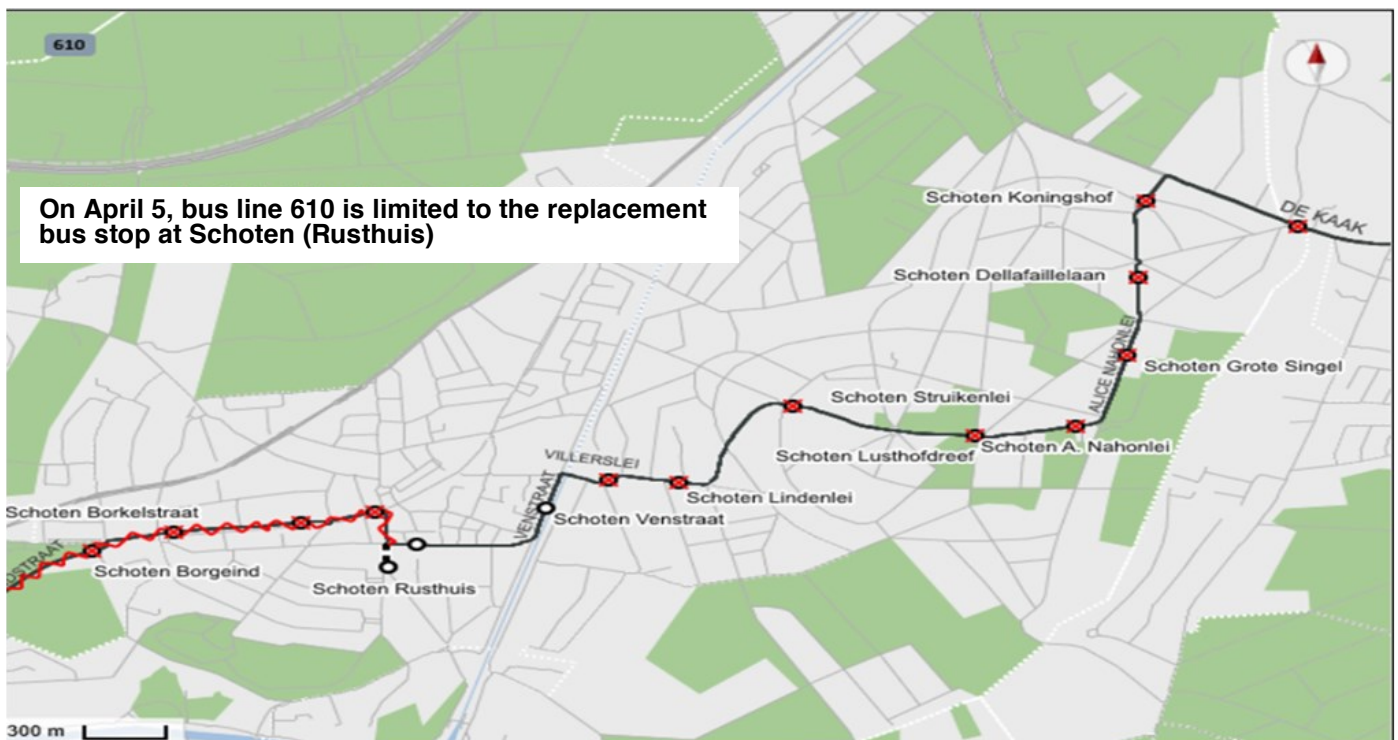 610
On April 5, bus line 610 is limited to the replacement
bus stop at Schoten (Rusthuis)
Schoten Koningshof
DE KAAK
Schoten Dellafaillelaan
ALICE NAHONLEI
Schoten Grote Singel
Schoten Struikenlei
Schoten Lusthofdreef
Schoten A. Nahonlei
VILLERSLEI
Schoten Lindenlei
VENSTRAAT
Schoten Venstraat
Schoten Borkelstraat
DSTRAAT
Schoten Borgeind
Schoten Rusthuis
300 m